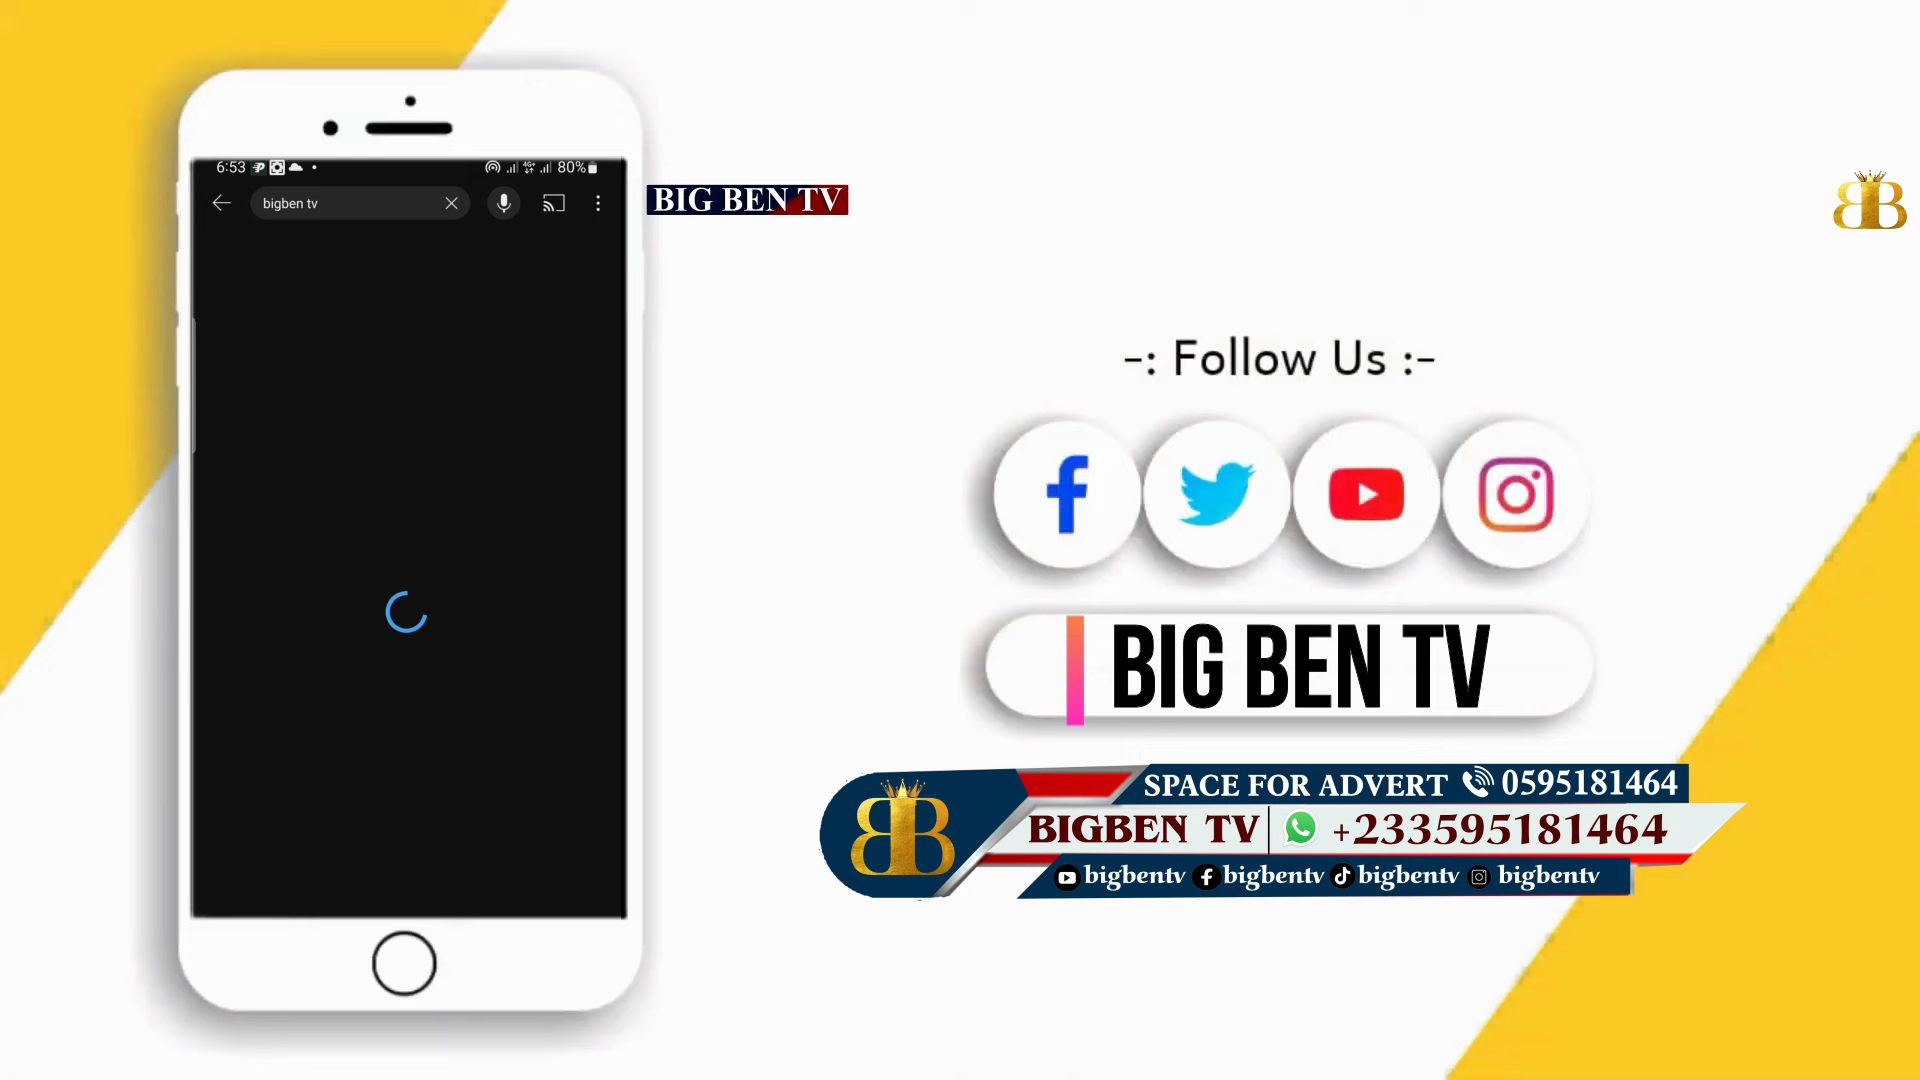 6:53
4G+
80%
bigben tv
BIG BEN TV
-: Follow Us :-
BIG BEN TV
SPACE FOR ADVERT 0595181464
BIGBEN TV +233595181464
bigbentv bigbentv bigbentv bigbentv